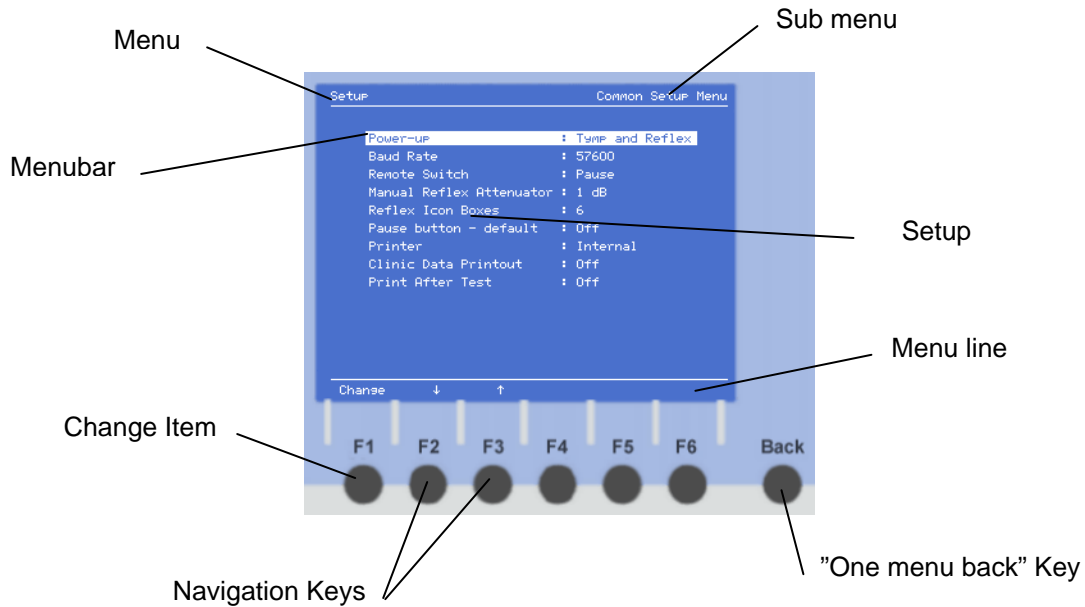 Sub menu
Menu
Setup Common Setup Menu
Menubar
Power-up : Tymp and Reflex
Baud Rate : 57600
Remote Switch : Pause
Manual Reflex Attenuator : 1 dB
Reflex Icon Boxes : 6
Pause button - default : Off
Printer : Internal
Clinic Data Printout : Off
Print After Test : Off
Setup
Menu line
Change ↓ ↑
Change Item
F1 F2 F3 F4 F5 F6 Back
Navigation Keys
”One menu back” Key